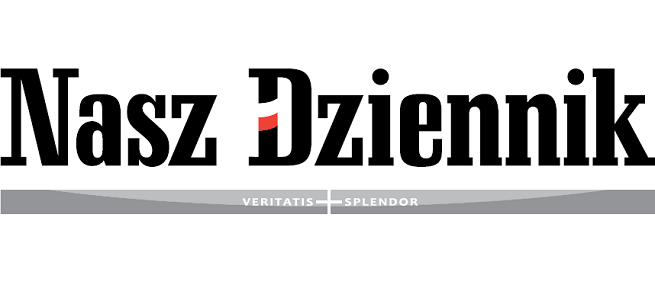 Nasz Dziennik
VERITATIS SPLENDOR